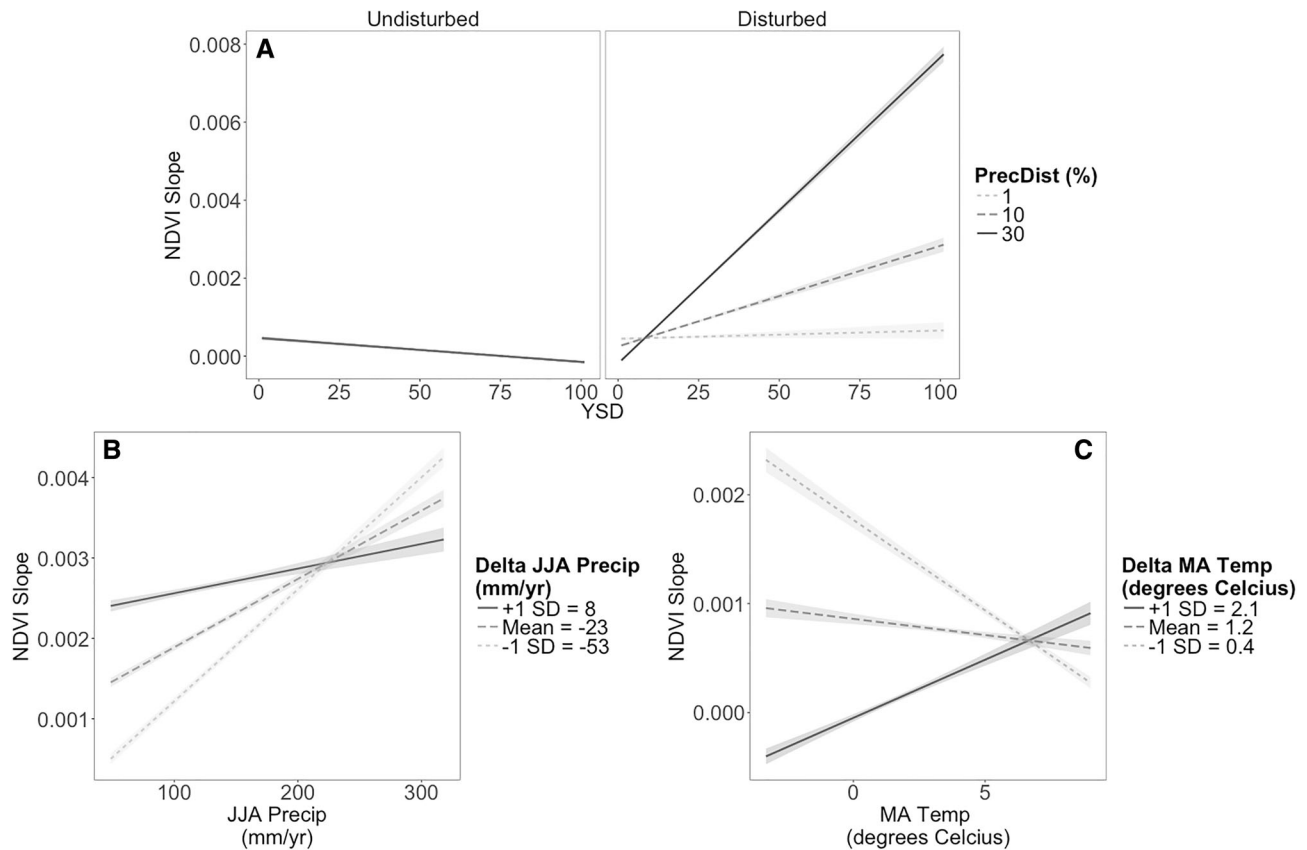 Undisturbed
Disturbed
A
0.008
0.006
0.004
0.002
0.000
NDVI Slope
0
25
50
75
100
0
25
50
75
100
YSD
PrecDist (%)
1
10
30
B
0.004
0.003
0.002
0.001
NDVI Slope
100
200
300
JJA Precip
(mm/yr)
Delta JJA Precip
(mm/yr)
+1 SD = 8
Mean = -23
-1 SD = -53
C
0.002
0.001
0.000
NDVI Slope
0
5
MA Temp
(degrees Celcius)
Delta MA Temp
(degrees Celcius)
+1 SD = 2.1
Mean = 1.2
-1 SD = 0.4